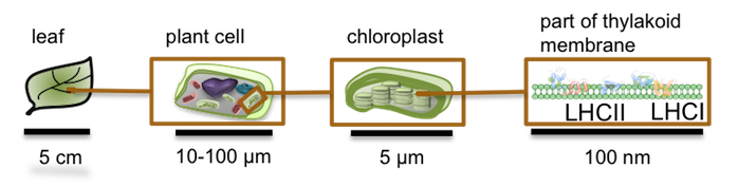 leaf
plant cell
chloroplast
part of thylakoid
membrane
LHCII
LHCI
5 cm
10-100 µm
5 µm
100 nm